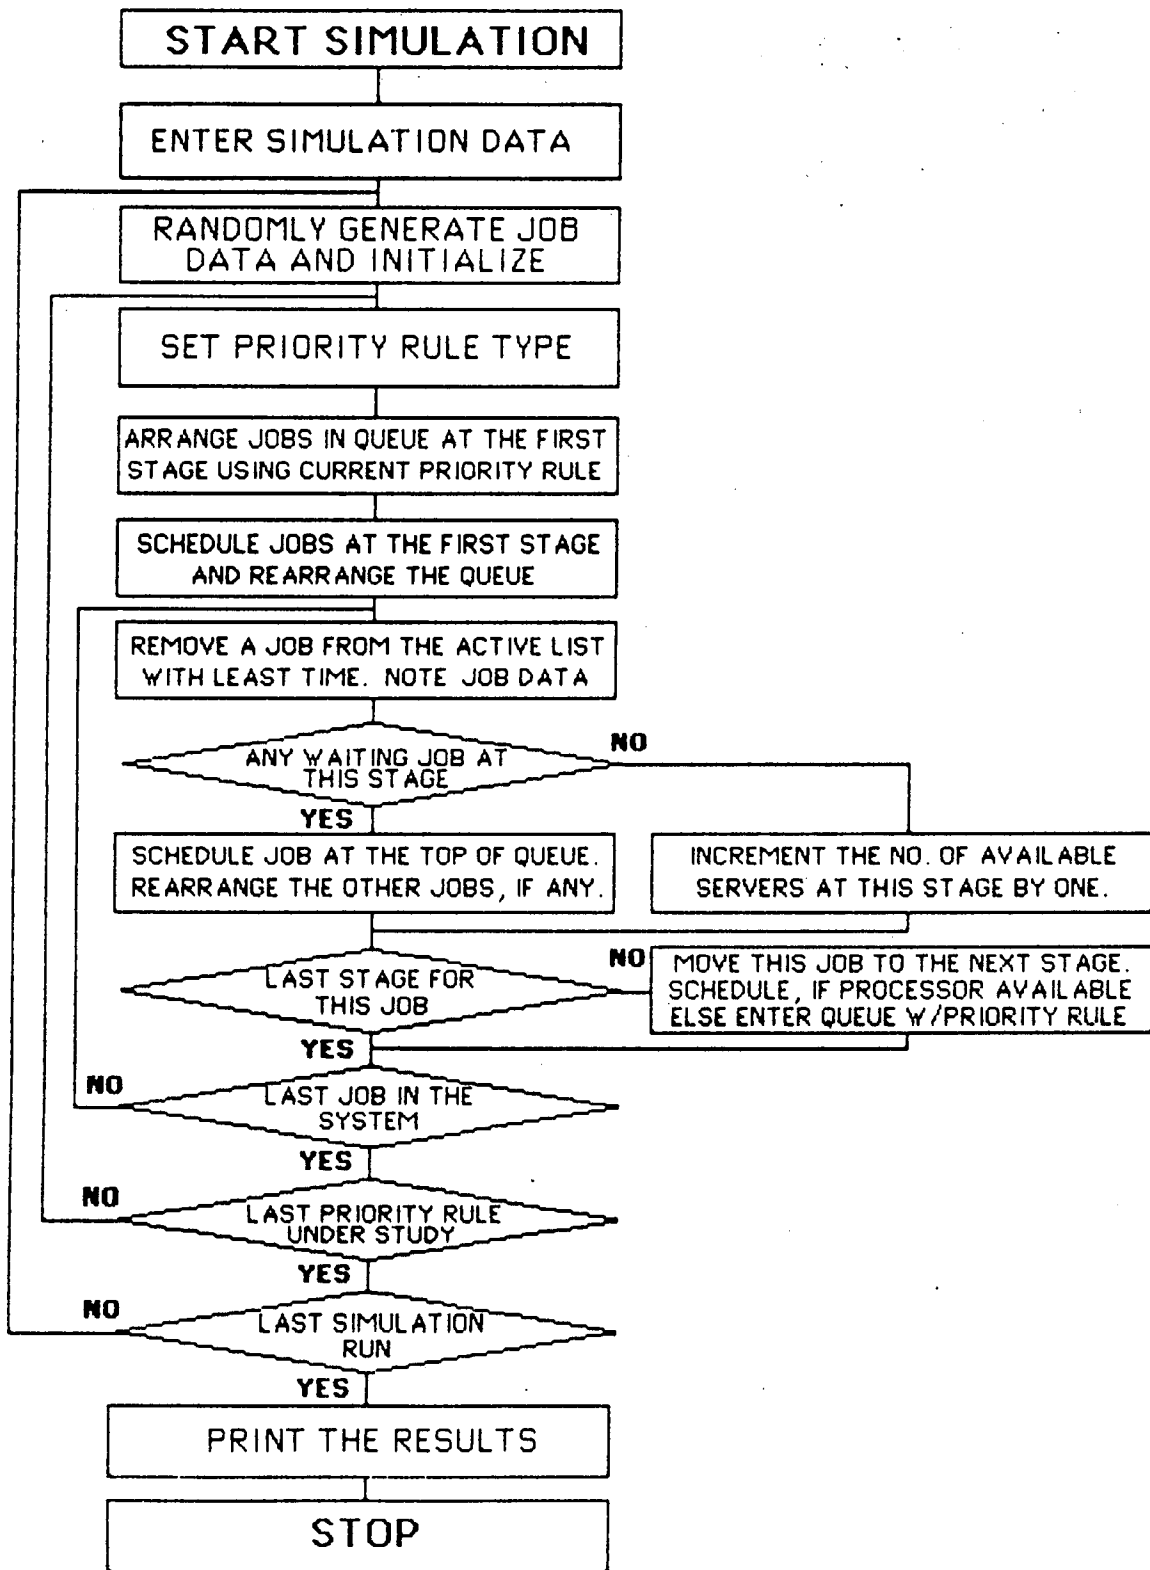 START SIMULATION
ENTER SIMULATION DATA
RANDOMLY GENERATE JOB
DATA AND INITIALIZE
SET PRIORITY RULE TYPE
ARRANGE JOBS IN QUEUE AT THE FIRST
STAGE USING CURRENT PRIORITY RULE
SCHEDULE JOBS AT THE FIRST STAGE
AND REARRANGE THE QUEUE
REMOVE A JOB FROM THE ACTIVE LIST
WITH LEAST TIME. NOTE JOB DATA
ANY WAITING JOB AT
THIS STAGE
NO
YES
SCHEDULE JOB AT THE TOP OF QUEUE.
REARRANGE THE OTHER JOBS, IF ANY.
INCREMENT THE NO. OF AVAILABLE
SERVERS AT THIS STAGE BY ONE.
LAST STAGE FOR
THIS JOB
NO
MOVE THIS JOB TO THE NEXT STAGE.
SCHEDULE, IF PROCESSOR AVAILABLE
ELSE ENTER QUEUE W/PRIORITY RULE
YES
NO
LAST JOB IN THE
SYSTEM
YES
NO
LAST PRIORITY RULE
UNDER STUDY
YES
NO
LAST SIMULATION
RUN
YES
PRINT THE RESULTS
STOP